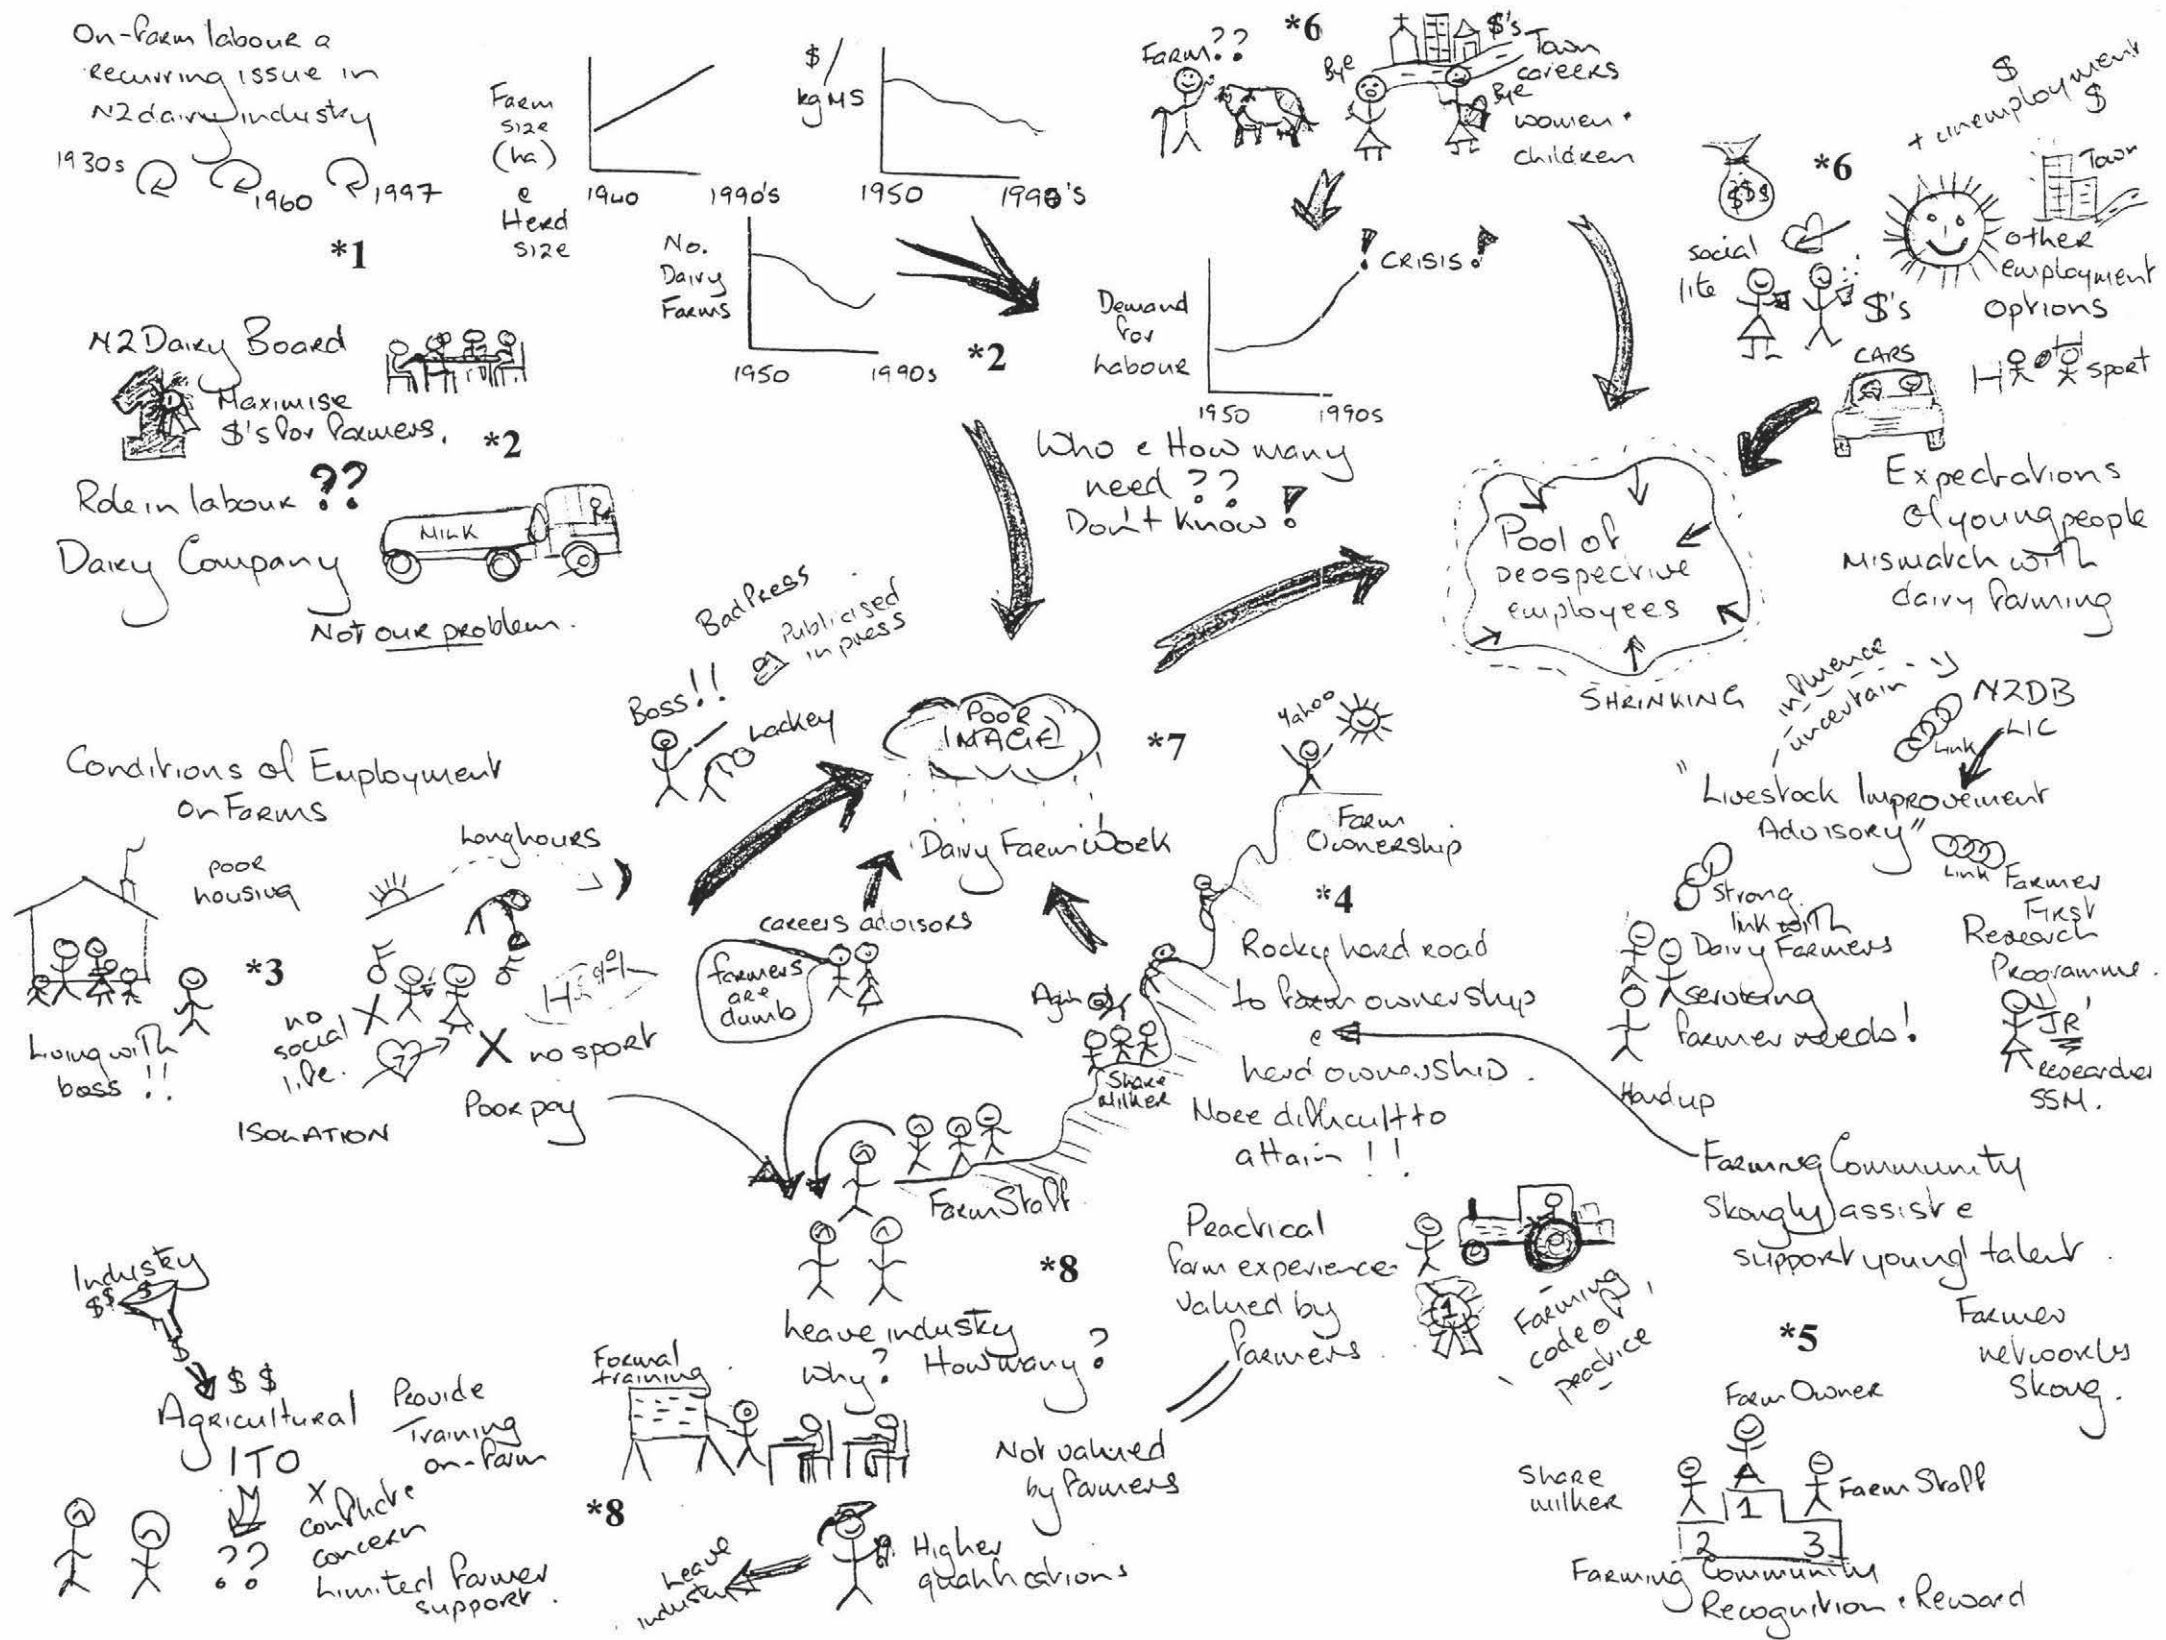 On-farm labour a
recurring issue in
NZ dairy industry
1930s
1960
1997
*1
Farm
size
(ha)
e
Herd
size
1940
1990's
$/
kgMS
1950
1990's
No.
Dairy
Farms
1950
1990s
*2
Farm??
*6
Bye
$'s
Town
careers
Bye
women +
children
! CRISIS!
Demand
for
Labour
1950
1990s
Who e How many
need ??
Don't know!
$
+ unemployment
$
*6
$$$
Town
social
life
$'s
other
employment
options
CARS
sport
Expectations
of young people
mismatch with
dairy farming
NZ Dairy Board
1
Maximise
$'s for farmers.
*2
Role in labour ??
Dairy Company
MILK
Not our problem.
Pool of
prospective
employees
SHRINKING
Bad Press
eg Publicised
in press
Boss!!
Lackey
POOR
IMAGE
*7
Dairy Farm Work
Yahoo
Farm
Ownership
*4
Rocky hard road
to farm ownership
e
herd ownership.
More difficult to
attain !!
influence
uncertain
NZDB
Link
LIC
"Livestock Improvement
Advisory"
Link
Farmer
First
Research
Programme.
Strong
link with
Dairy Farmers
servicing
farmer needs!
JR
Researcher
SSM.
Hard up
Conditions of Employment
on Farms
poor
housing
Long hours
*3
Living with
boss !!
no
social
life.
X
X no sport
ISOLATION
Poor pay
careers advisors
farmers
are
dumb
Again
Share
milker
Farm Staff
*8
Leave industry
Why? How many?
Farming Community
Strongly assist e
support young talent.
Farmer
networks
strong.
*5
Practical
farm experience
valued by
farmers.
1
Farming
code of
practice
Industry
$$ $
$
$$
Agricultural
ITO
Provide
Training
on-farm
X
conflict e
concern
??
Limited farmer
support.
Formal
training
*8
Not valued
by farmers
Higher
qualifications
Leave
industry
Farm Owner
Share
milker
Farm Staff
1
2
3
Farming Community
Recognition + Reward